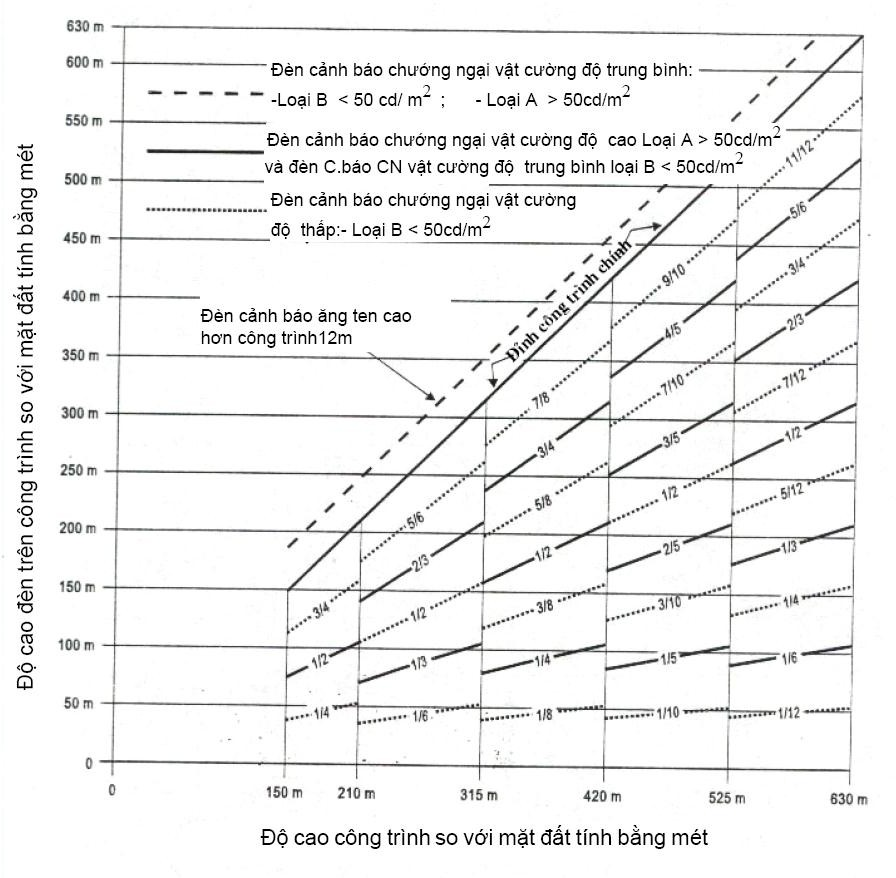 630 m
600 m
550 m
500 m
450 m
400 m
350 m
300 m
250 m
200 m
150 m
100 m
50 m
0
Độ cao đèn trên công trình so với mặt đất tính bằng mét
Đèn cảnh báo chướng ngại vật cường độ trung bình:
-Loại B < 50 cd/ m2 ; - Loại A > 50cd/m2
Đèn cảnh báo chướng ngại vật cường độ cao Loại A > 50cd/m2
và đèn C.báo CN vật cường độ trung bình loại B < 50cd/m2
Đèn cảnh báo chướng ngại vật cường
độ thấp:- Loại B < 50cd/m2
Đèn cảnh báo ăng ten cao
hơn công trình12m
Đỉnh công trình chính
3/4
1/2
1/4
5/6
2/3
1/2
1/3
1/6
7/8
3/4
5/8
1/2
3/8
1/4
1/8
9/10
4/5
7/10
3/5
1/2
2/5
3/10
1/5
1/10
11/12
5/6
3/4
2/3
7/12
1/2
5/12
1/3
1/4
1/6
1/12
0
150 m
210 m
315 m
420 m
525 m
630 m
Độ cao công trình so với mặt đất tính bằng mét